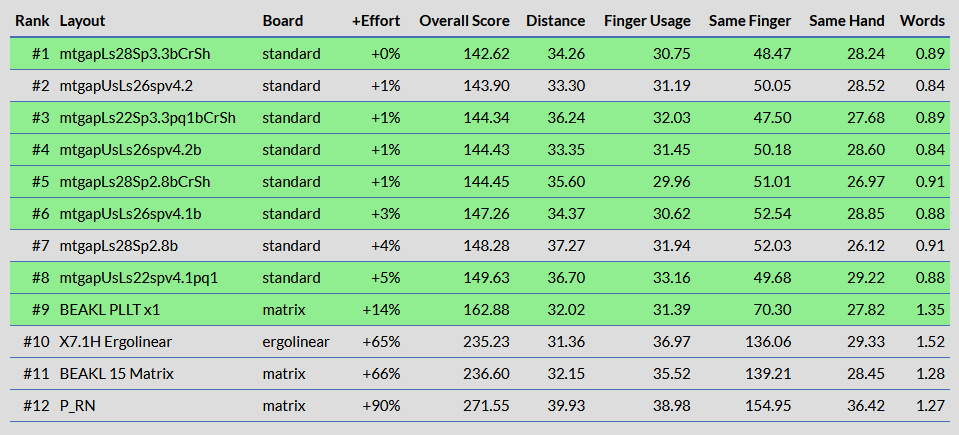 Rank Layout Board +Effort Overall Score Distance Finger Usage Same Finger Same Hand Words
#1 mtgapLs28Sp3.3bCrSh standard +0% 142.62 34.26 30.75 48.47 28.24 0.89
#2 mtgapUsLs26spv4.2 standard +1% 143.90 33.30 31.19 50.05 28.52 0.84
#3 mtgapLs22Sp3.3pq1bCrSh standard +1% 144.34 36.24 32.03 47.50 27.68 0.89
#4 mtgapUsLs26spv4.2b standard +1% 144.43 33.35 31.45 50.18 28.60 0.84
#5 mtgapLs28Sp2.8bCrSh standard +1% 144.45 35.60 29.96 51.01 26.97 0.91
#6 mtgapUsLs26spv4.1b standard +3% 147.26 34.37 30.62 52.54 28.85 0.88
#7 mtgapLs28Sp2.8b standard +4% 148.28 37.27 31.94 52.03 26.12 0.91
#8 mtgapUsLs22spv4.1pq1 standard +5% 149.63 36.70 33.16 49.68 29.22 0.88
#9 BEAKL PLLT x1 matrix +14% 162.88 32.02 31.39 70.30 27.82 1.35
#10 X7.1H Ergolinear ergolinear +65% 235.23 31.36 36.97 136.06 29.33 1.52
#11 BEAKL 15 Matrix matrix +66% 236.60 32.15 35.52 139.21 28.45 1.28
#12 P_RN matrix +90% 271.55 39.93 38.98 154.95 36.42 1.27